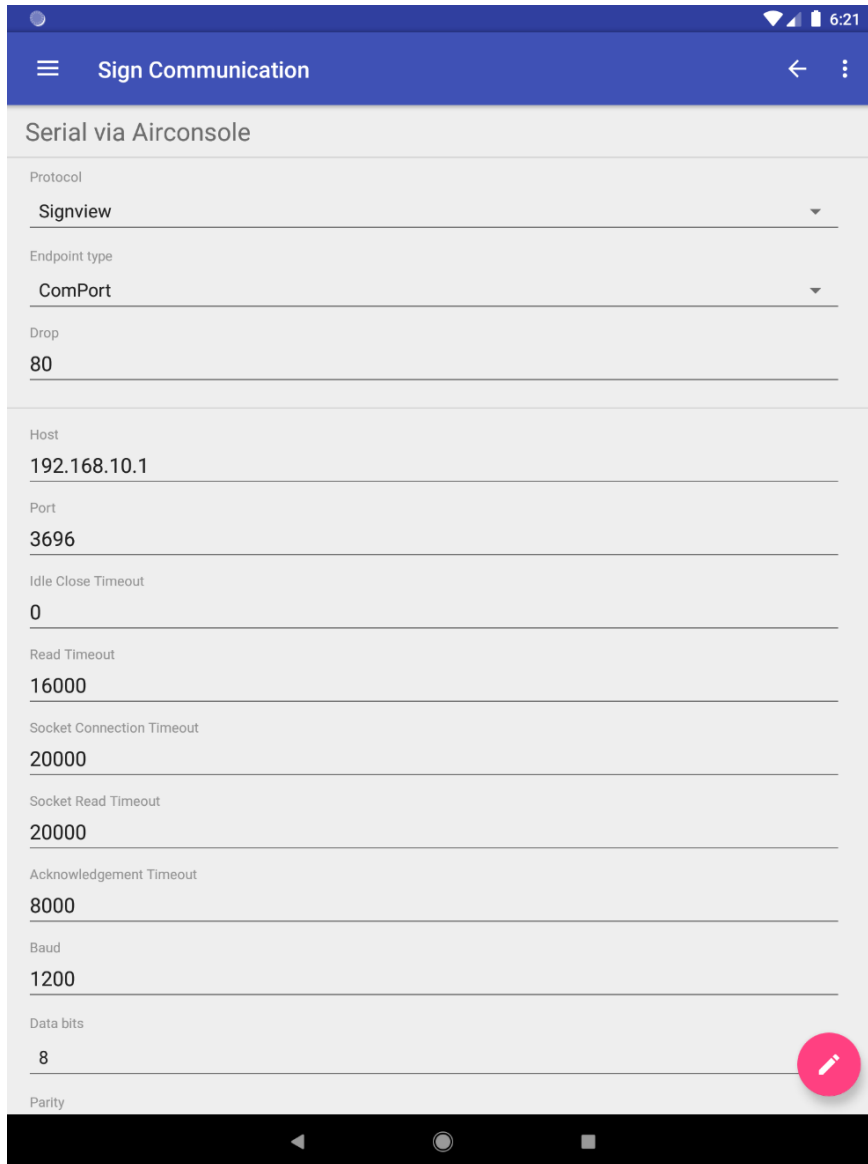 6:21
Sign Communication
Serial via Airconsole
Protocol
Signview
Endpoint type
ComPort
Drop
80
Host
192.168.10.1
Port
3696
Idle Close Timeout
0
Read Timeout
16000
Socket Connection Timeout
20000
Socket Read Timeout
20000
Acknowledgement Timeout
8000
Baud
1200
Data bits
8
Parity